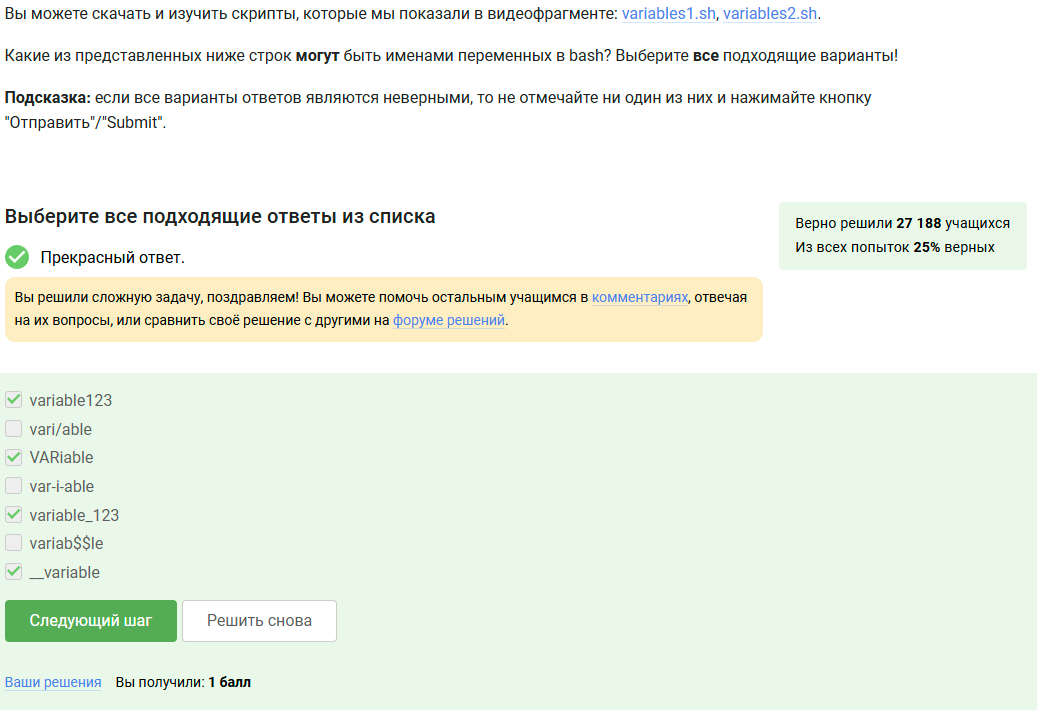 Вы можете скачать и изучить скрипты, которые мы показали в видеофрагменте: variables1.sh, variables2.sh.
Какие из представленных ниже строк могут быть именами переменных в bash? Выберите все подходящие варианты!
Подсказка: если все варианты ответов являются неверными, то не отмечайте ни один из них и нажимайте кнопку
"Отправить"/"Submit".
Выберите все подходящие ответы из списка
Верно решили 27 188 учащихся
Из всех попыток 25% верных
Прекрасный ответ.
Вы решили сложную задачу, поздравляем! Вы можете помочь остальным учащимся в комментариях, отвечая
на их вопросы, или сравнить своё решение с другими на форуме решений.
variable123
vari/able
VARiable
var-i-able
variable_123
variab$$le
__variable
Следующий шаг
Решить снова
Ваши решения
Вы получили: 1 балл